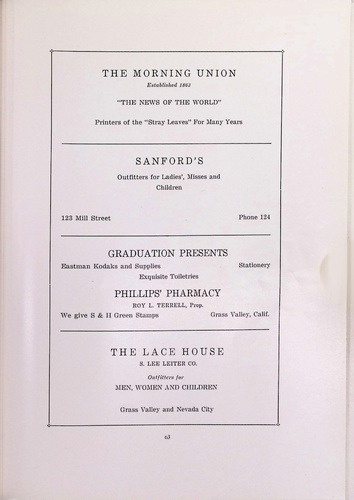 THE MORNING UNION
Established 1862
"THE NEWS OF THE WORLD"
Printers of the "Stray Leaves" For Many Years
SANFORD'S
Outfitters for Ladies', Misses and
Children
123 Mill Street Phone 124
GRADUATION PRESENTS
Eastman Kodaks and Supplies Stationery
Exquisite Toiletries
PHILLIPS' PHARMACY
ROY L. TERRELL, Prop.
We give S & H Green Stamps Grass Valley, Calif.
THE LACE HOUSE
S. LEE LEITER CO.
Outfitters for
MEN, WOMEN AND CHILDREN
Grass Valley and Nevada City
63